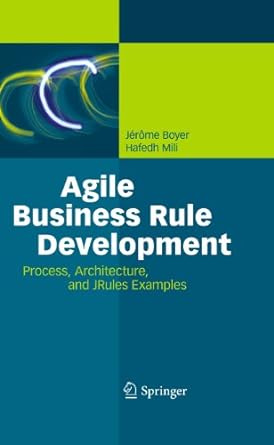 Jérôme Boyer
Hafedh Mili
Agile
Business Rule
Development
Process, Architecture,
and JRules Examples
Springer